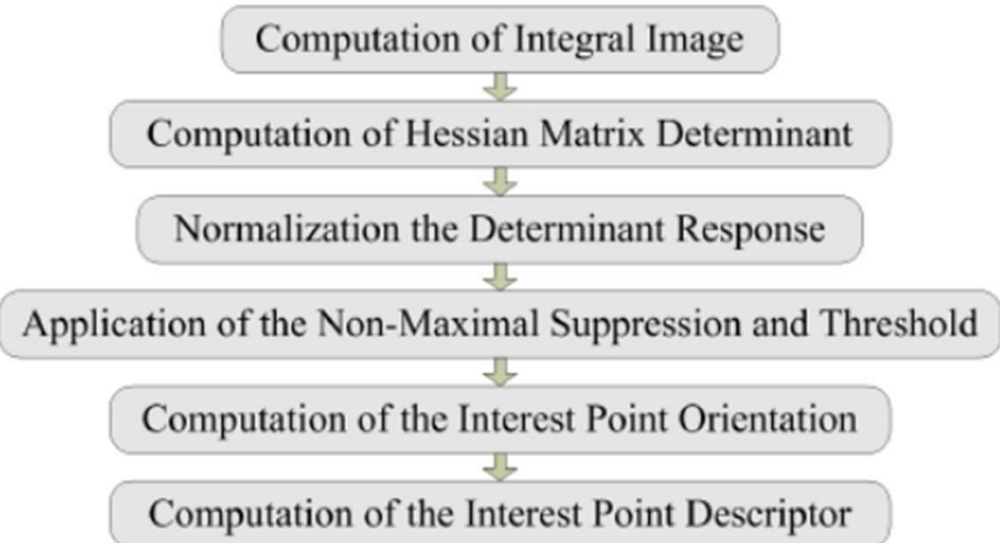 Computation of Integral Image
Computation of Hessian Matrix Determinant
Normalization the Determinant Response
Application of the Non-Maximal Suppression and Threshold
Computation of the Interest Point Orientation
Computation of the Interest Point Descriptor